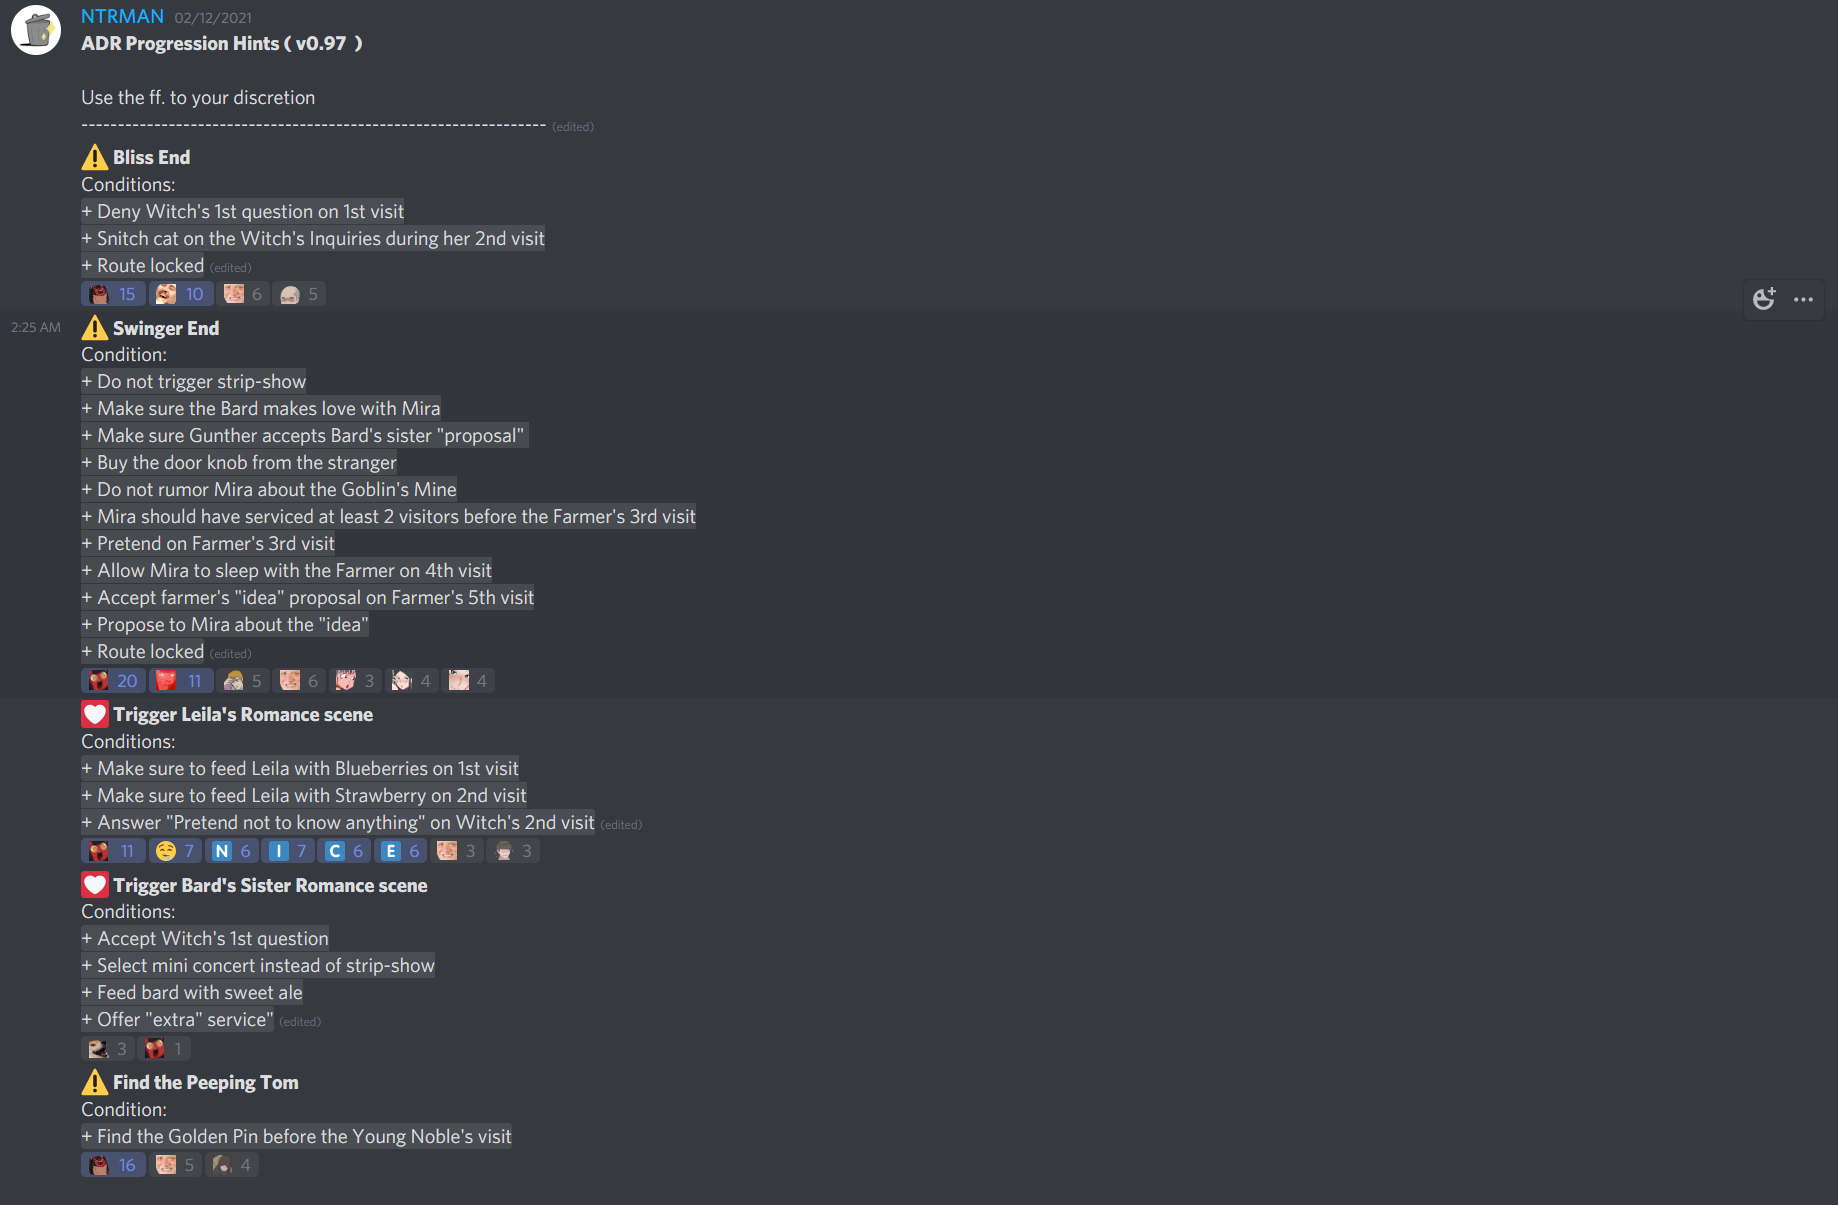 NTRMAN 02/12/2021
ADR Progression Hints ( v0.97 )
Use the ff. to your discretion
---------------------------------------------------------------- (edited)
⚠️ Bliss End
Conditions:
+ Deny Witch's 1st question on 1st visit
+ Snitch cat on the Witch's Inquiries during her 2nd visit
+ Route locked (edited)
15 10 6 5
2:25 AM ⚠️ Swinger End
Condition:
+ Do not trigger strip-show
+ Make sure the Bard makes love with Mira
+ Make sure Gunther accepts Bard's sister "proposal"
+ Buy the door knob from the stranger
+ Do not rumor Mira about the Goblin's Mine
+ Mira should have serviced at least 2 visitors before the Farmer's 3rd visit
+ Pretend on Farmer's 3rd visit
+ Allow Mira to sleep with the Farmer on 4th visit
+ Accept farmer's "idea" proposal on Farmer's 5th visit
+ Propose to Mira about the "idea"
+ Route locked (edited)
20 11 5 6 3 4 4
💟 Trigger Leila's Romance scene
Conditions:
+ Make sure to feed Leila with Blueberries on 1st visit
+ Make sure to feed Leila with Strawberry on 2nd visit
+ Answer "Pretend not to know anything" on Witch's 2nd visit (edited)
11 7 N 6 I 7 C 6 E 6 3 3
💟 Trigger Bard's Sister Romance scene
Conditions:
+ Accept Witch's 1st question
+ Select mini concert instead of strip-show
+ Feed bard with sweet ale
+ Offer "extra" service" (edited)
3 1
⚠️ Find the Peeping Tom
Condition:
+ Find the Golden Pin before the Young Noble's visit
16 5 4